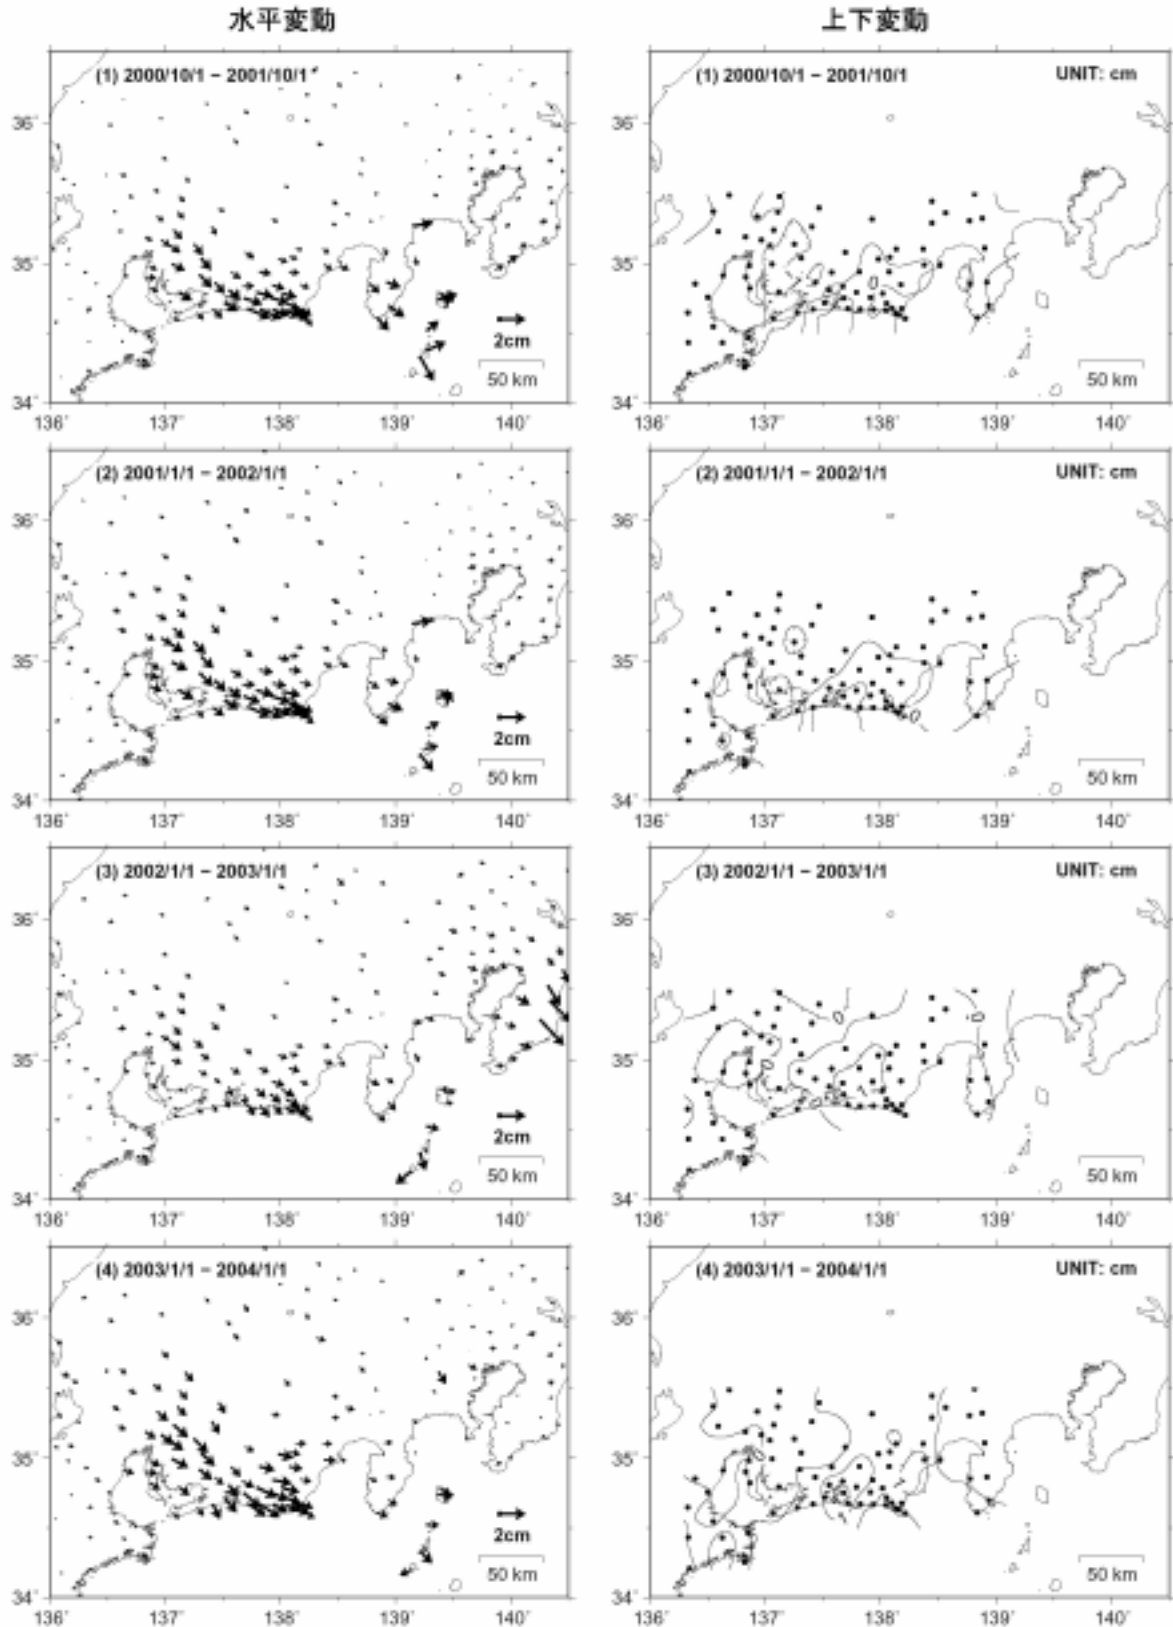 水平変動
上下変動
(1) 2000/10/1 – 2001/10/1
36˚
35˚
34˚
2cm
50 km
136˚ 137˚ 138˚ 139˚ 140˚
(1) 2000/10/1 – 2001/10/1 UNIT: cm
36˚
35˚
34˚
50 km
136˚ 137˚ 138˚ 139˚ 140˚
(2) 2001/1/1 – 2002/1/1
36˚
35˚
34˚
2cm
50 km
136˚ 137˚ 138˚ 139˚ 140˚
(2) 2001/1/1 – 2002/1/1 UNIT: cm
36˚
35˚
34˚
50 km
136˚ 137˚ 138˚ 139˚ 140˚
(3) 2002/1/1 – 2003/1/1
36˚
35˚
34˚
2cm
50 km
136˚ 137˚ 138˚ 139˚ 140˚
(3) 2002/1/1 – 2003/1/1 UNIT: cm
36˚
35˚
34˚
50 km
136˚ 137˚ 138˚ 139˚ 140˚
(4) 2003/1/1 – 2004/1/1
36˚
35˚
34˚
2cm
50 km
136˚ 137˚ 138˚ 139˚ 140˚
(4) 2003/1/1 – 2004/1/1 UNIT: cm
36˚
35˚
34˚
50 km
136˚ 137˚ 138˚ 139˚ 140˚